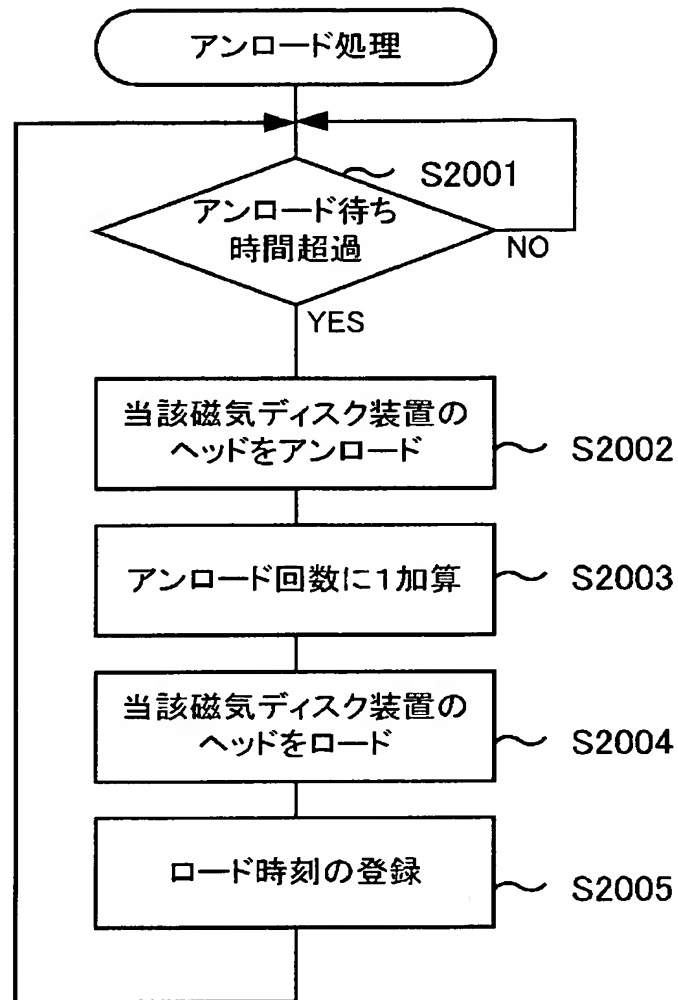 アンロード処理
S2001
アンロード待ち
時間超過
NO
YES
当該磁気ディスク装置の
ヘッドをアンロード
S2002
アンロード回数に1加算
S2003
当該磁気ディスク装置の
ヘッドをロード
S2004
ロード時刻の登録
S2005